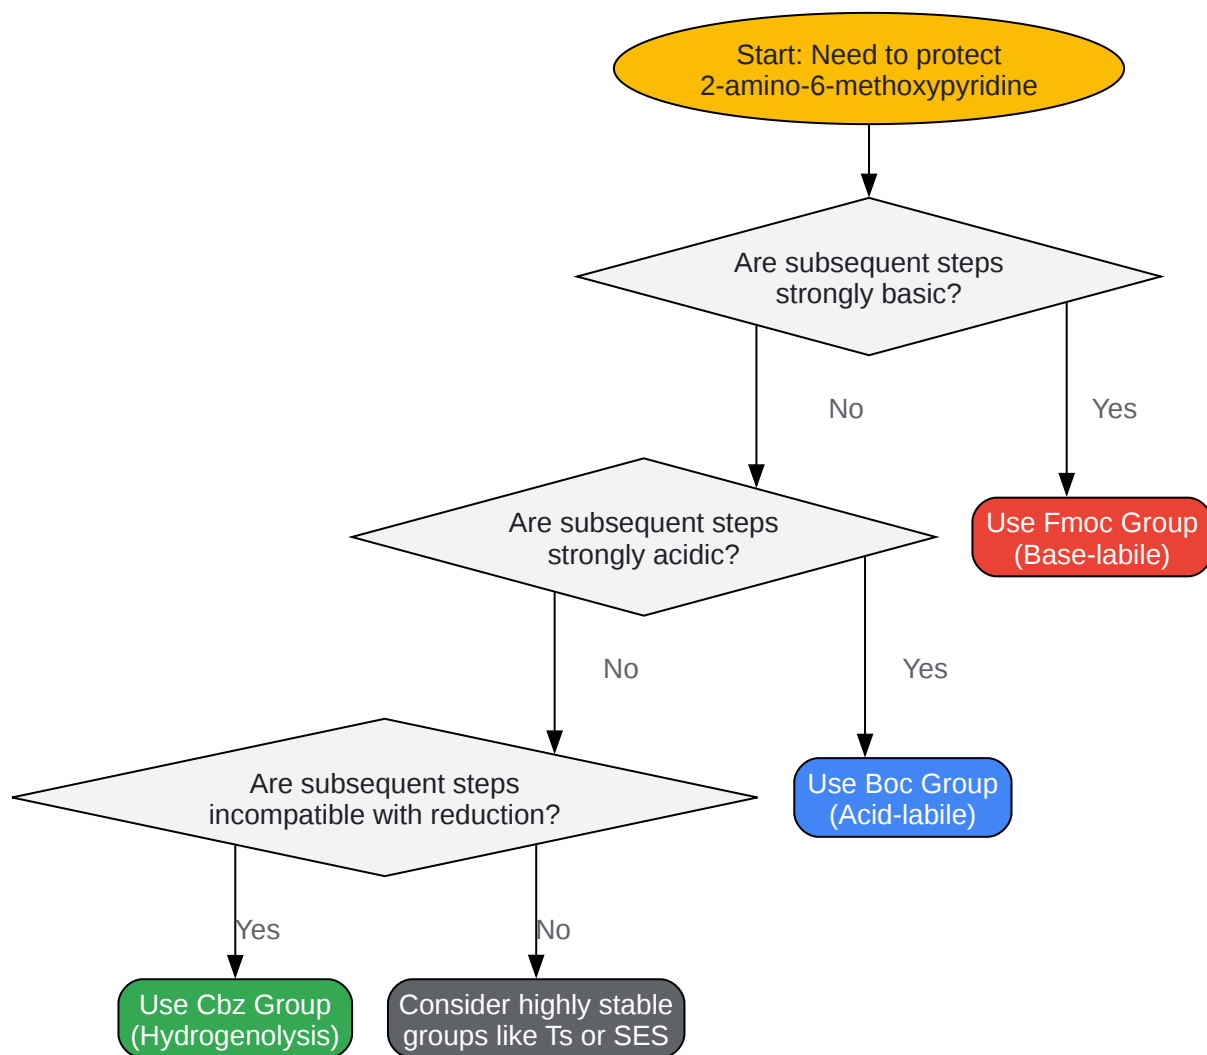 Start: Need to protect
2-amino-6-methoxypyridine
Are subsequent steps
strongly basic?
No
Yes
Are subsequent steps
strongly acidic?
Use Fmoc Group
(Base-labile)
No
Yes
Are subsequent steps
incompatible with reduction?
Use Boc Group
(Acid-labile)
Yes
No
Use Cbz Group
(Hydrogenolysis)
Consider highly stable
groups like Ts or SES